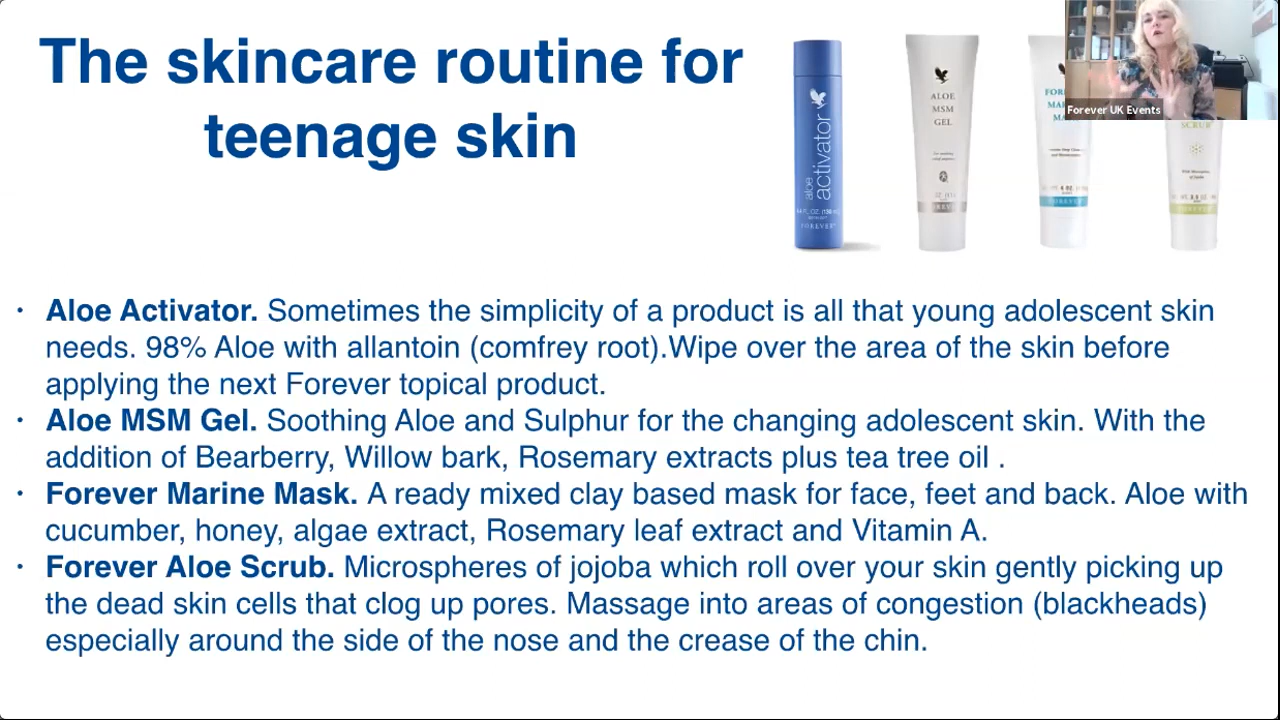 The skincare routine for
teenage skin
aloe activator
FOREVER
ALOE
MSM
GEL
SCRUB
FOREVER
Forever UK Events
· Aloe Activator. Sometimes the simplicity of a product is all that young adolescent skin
needs. 98% Aloe with allantoin (comfrey root).Wipe over the area of the skin before
applying the next Forever topical product.
· Aloe MSM Gel. Soothing Aloe and Sulphur for the changing adolescent skin. With the
addition of Bearberry, Willow bark, Rosemary extracts plus tea tree oil .
· Forever Marine Mask. A ready mixed clay based mask for face, feet and back. Aloe with
cucumber, honey, algae extract, Rosemary leaf extract and Vitamin A.
· Forever Aloe Scrub. Microspheres of jojoba which roll over your skin gently picking up
the dead skin cells that clog up pores. Massage into areas of congestion (blackheads)
especially around the side of the nose and the crease of the chin.